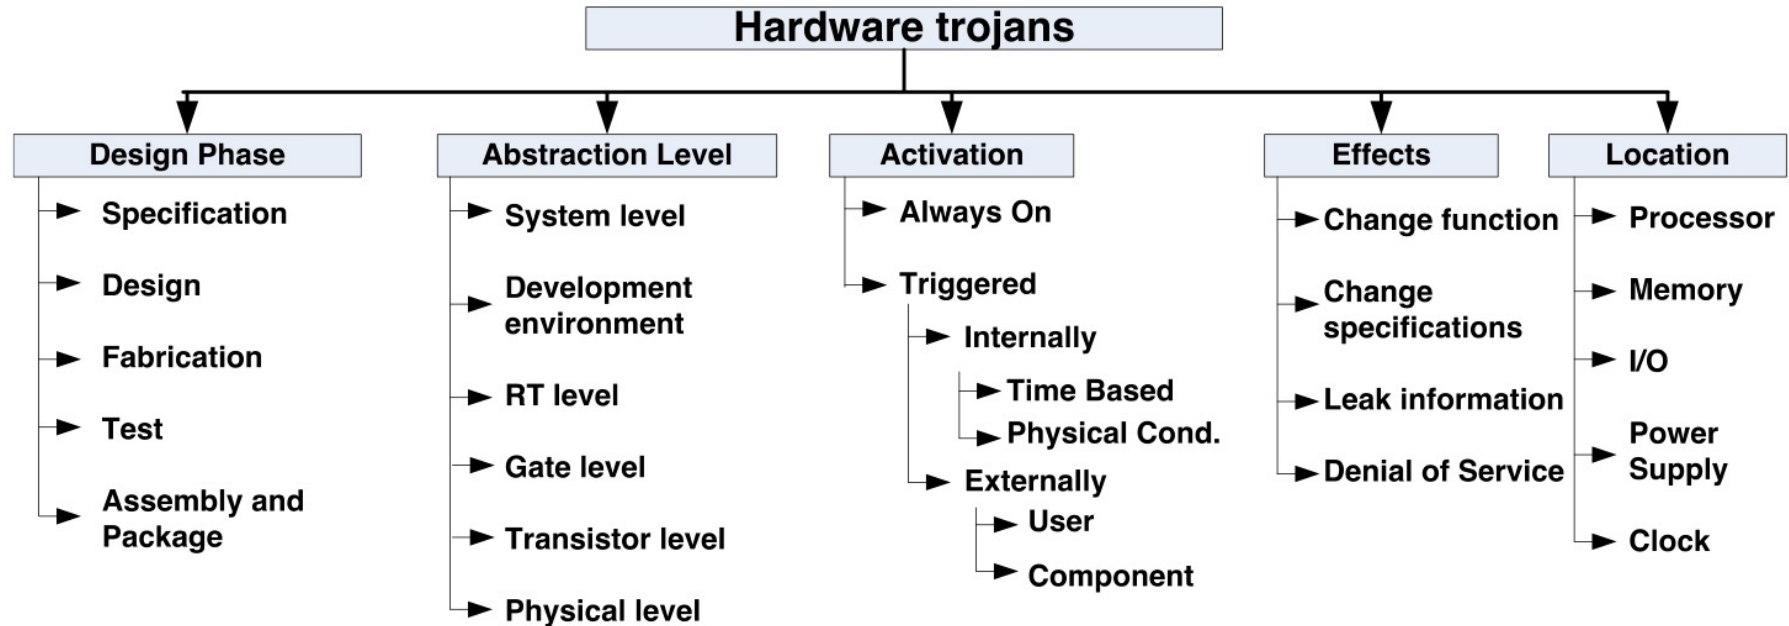 Hardware trojans
Design Phase
Specification
Design
Fabrication
Test
Assembly and
Package
Abstraction Level
System level
Development
environment
RT level
Gate level
Transistor level
Physical level
Activation
Always On
Triggered
Internally
Time Based
Physical Cond.
Externally
User
Component
Effects
Change function
Change
specifications
Leak information
Denial of Service
Location
Processor
Memory
I/O
Power
Supply
Clock